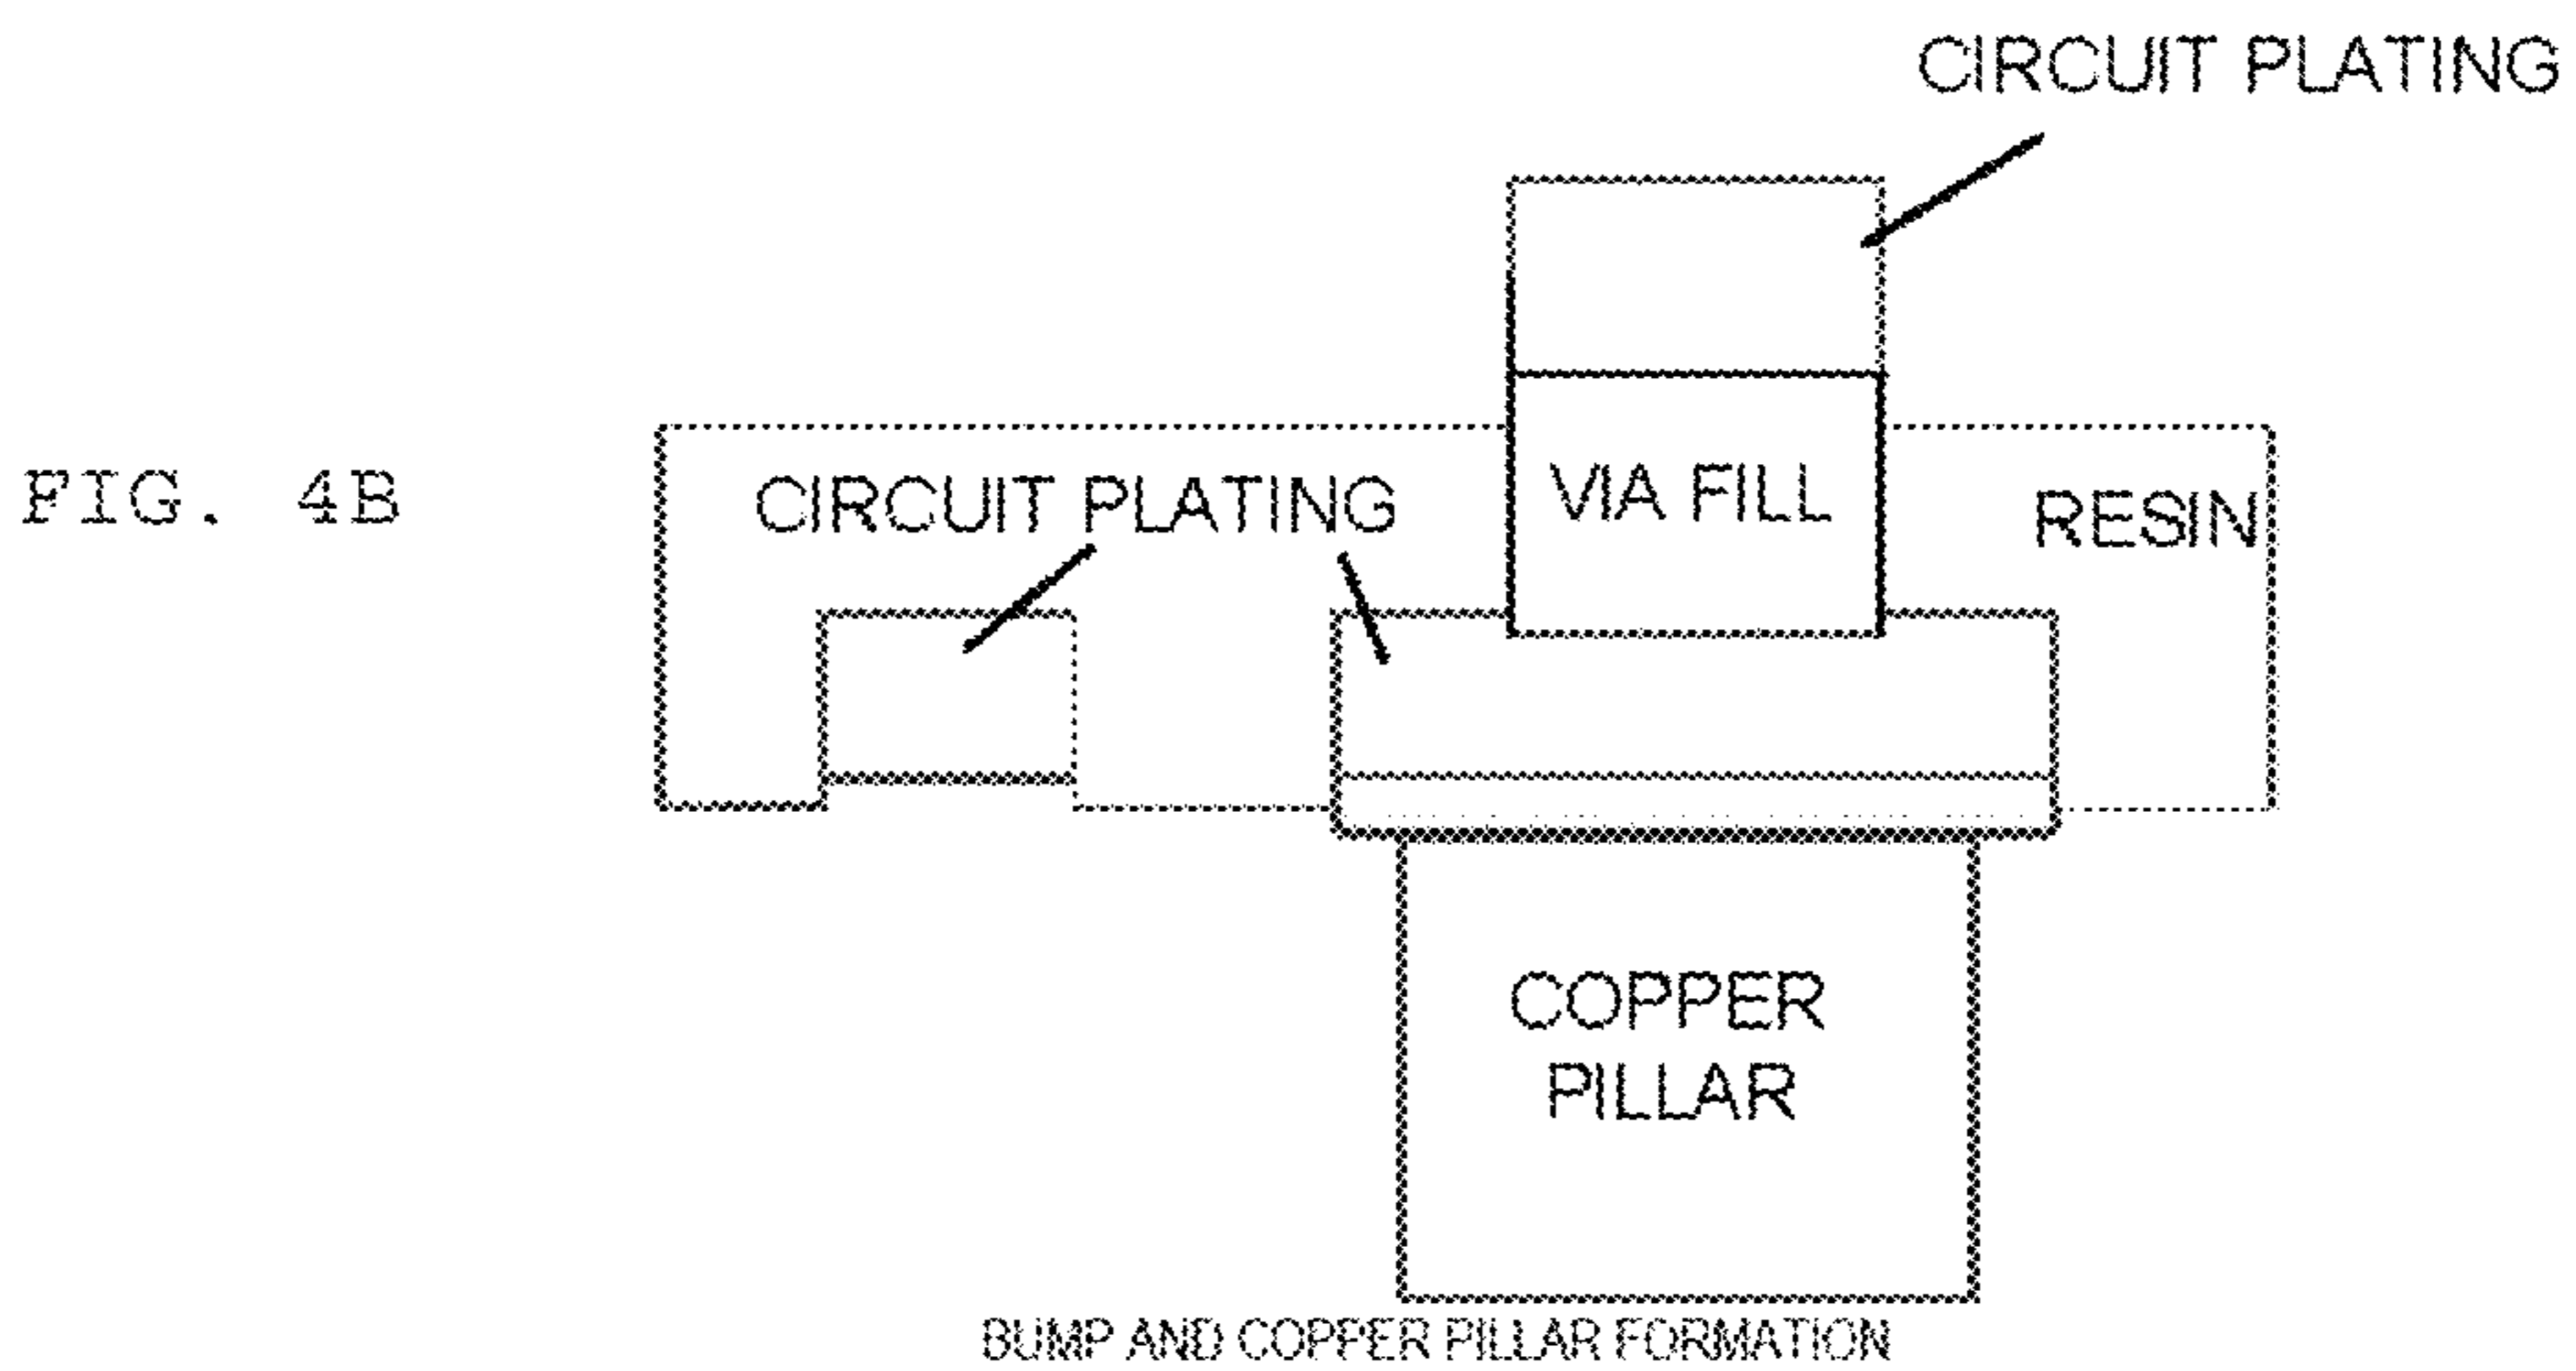 CIRCUIT PLATING
FIG. 4B
CIRCUIT PLATING
VIA FILL
RESIN
COPPER
PILLAR
BUMP AND COPPER PILLAR FORMATION